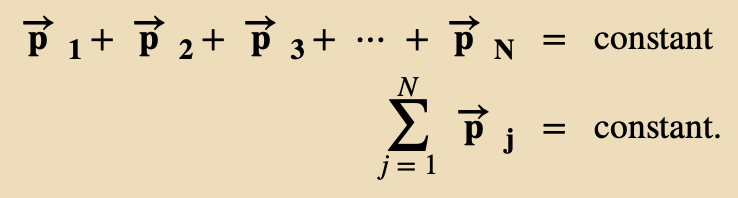 p⃗ ₁ + p⃗ ₂ + p⃗ ₃ + ⋯ + p⃗ _N = constant
∑_{j = 1}^{N} p⃗ _j = constant.